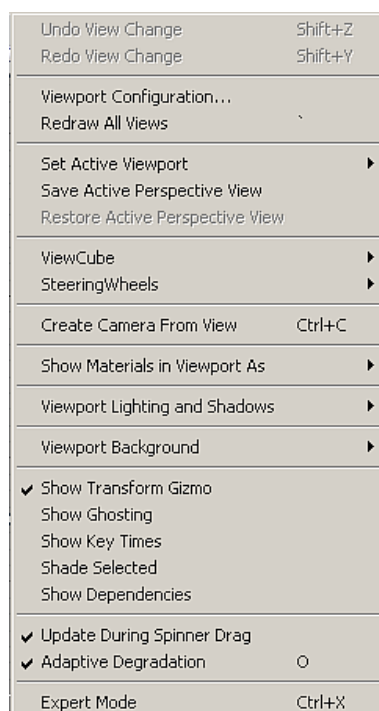 Undo View Change Shift+Z
Redo View Change Shift+Y
Viewport Configuration...
Redraw All Views `
Set Active Viewport
Save Active Perspective View
Restore Active Perspective View
ViewCube
SteeringWheels
Create Camera From View Ctrl+C
Show Materials in Viewport As
Viewport Lighting and Shadows
Viewport Background
Show Transform Gizmo
Show Ghosting
Show Key Times
Shade Selected
Show Dependencies
Update During Spinner Drag
Adaptive Degradation O
Expert Mode Ctrl+X